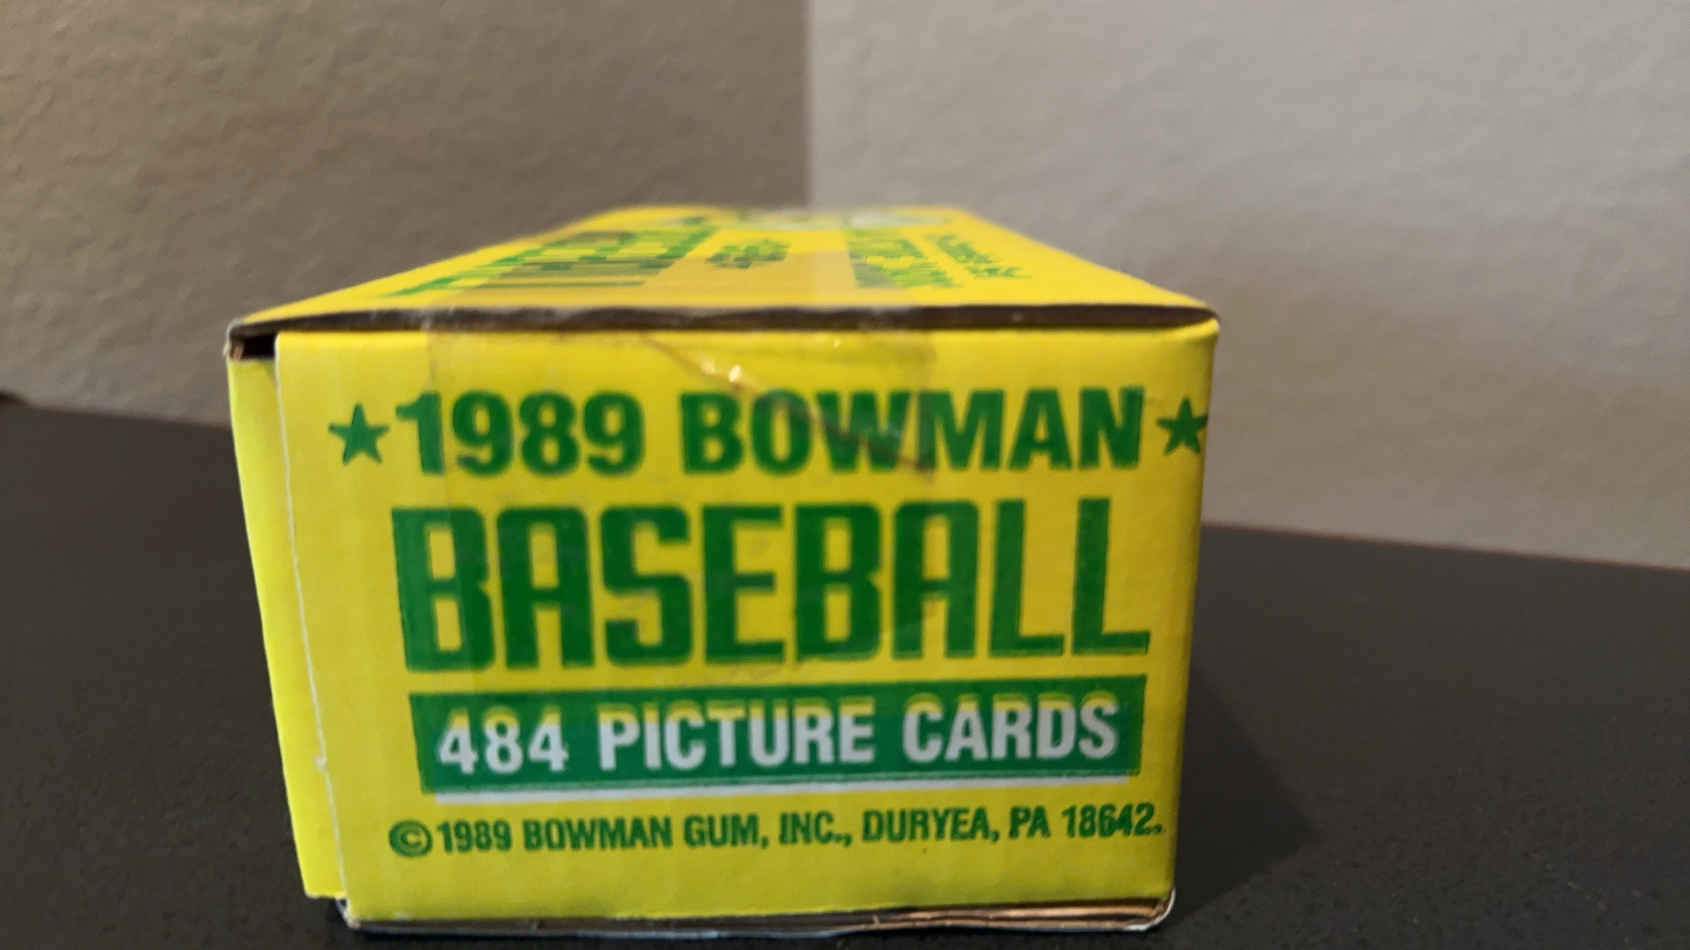 ★1989 BOWMAN★
BASEBALL
484 PICTURE CARDS
©1989 BOWMAN GUM, INC., DURYEA, PA 18642.